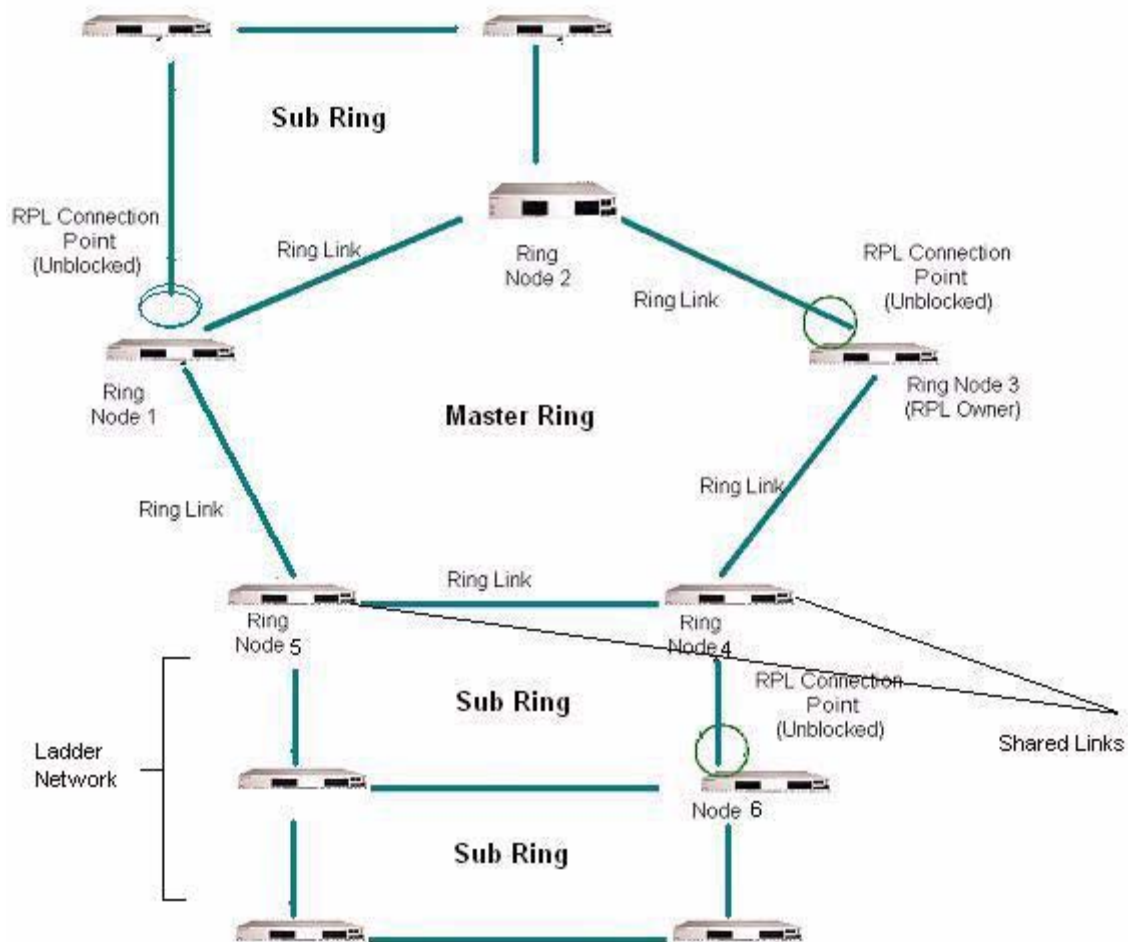 Sub Ring
RPL Connection
Point
(Unblocked)
Ring Link
Ring
Node 2
Ring Link
RPL Connection
Point
(Unblocked)
Ring
Node 1
Master Ring
Ring Node 3
(RPL Owner)
Ring Link
Ring Link
Ring Link
Ring
Node 5
Ring
Node 4
Sub Ring
RPL Connection
Point
(Unblocked)
Shared Links
Ladder
Network
Node 6
Sub Ring